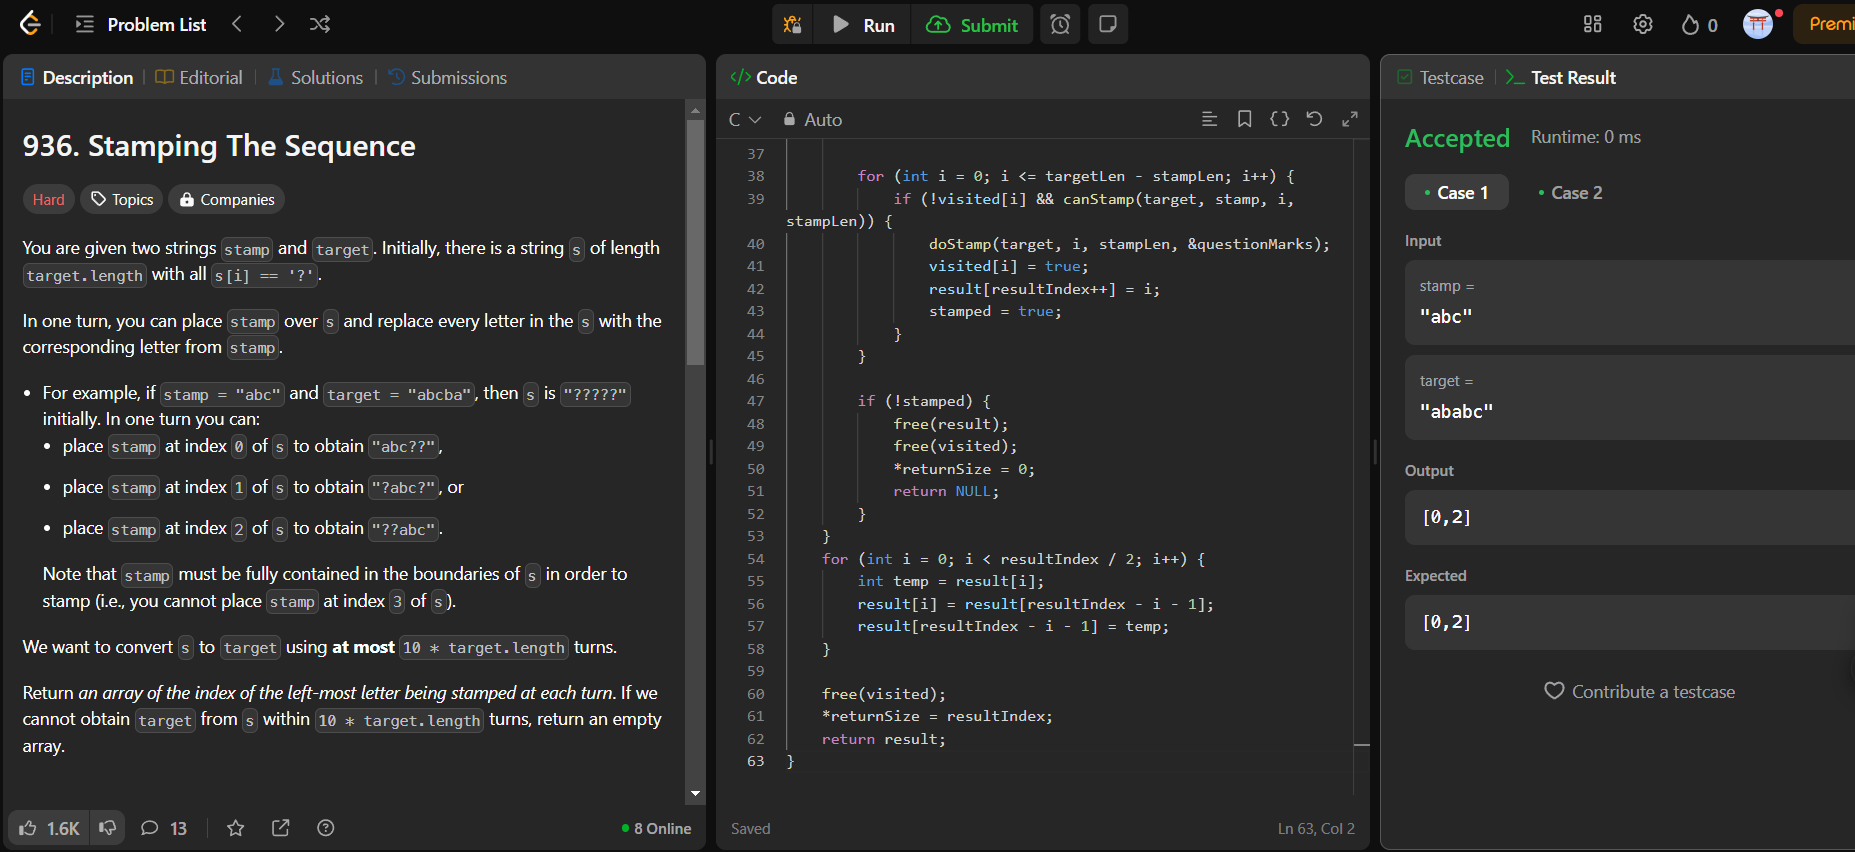 Problem List
Run
Submit
0
Premi
Description
Editorial
Solutions
Submissions
936. Stamping The Sequence
Hard
Topics
Companies
You are given two strings stamp and target. Initially, there is a string s of length
target.length with all s[i] == '?'.
In one turn, you can place stamp over s and replace every letter in the s with the
corresponding letter from stamp.
• For example, if stamp = "abc" and target = "abcba", then s is "?????"
initially. In one turn you can:
• place stamp at index 0 of s to obtain "abc??",
• place stamp at index 1 of s to obtain "?abc?", or
• place stamp at index 2 of s to obtain "??abc".
Note that stamp must be fully contained in the boundaries of s in order to
stamp (i.e., you cannot place stamp at index 3 of s).
We want to convert s to target using at most 10 * target.length turns.
Return an array of the index of the left-most letter being stamped at each turn. If we
cannot obtain target from s within 10 * target.length turns, return an empty
array.
1.6K
13
8 Online
</> Code
C
Auto
37
38 for (int i = 0; i <= targetLen - stampLen; i++) {
39 if (!visited[i] && canStamp(target, stamp, i,
stampLen)) {
40 doStamp(target, i, stampLen, &questionMarks);
41 visited[i] = true;
42 result[resultIndex++] = i;
43 stamped = true;
44 }
45 }
46
47 if (!stamped) {
48 free(result);
49 free(visited);
50 *returnSize = 0;
51 return NULL;
52 }
53 }
54 for (int i = 0; i < resultIndex / 2; i++) {
55 int temp = result[i];
56 result[i] = result[resultIndex - i - 1];
57 result[resultIndex - i - 1] = temp;
58 }
59
60 free(visited);
61 *returnSize = resultIndex;
62 return result;
63 }
Saved
Ln 63, Col 2
Testcase
>_ Test Result
Accepted
Runtime: 0 ms
• Case 1
• Case 2
Input
stamp =
"abc"
target =
"ababc"
Output
[0,2]
Expected
[0,2]
Contribute a testcase